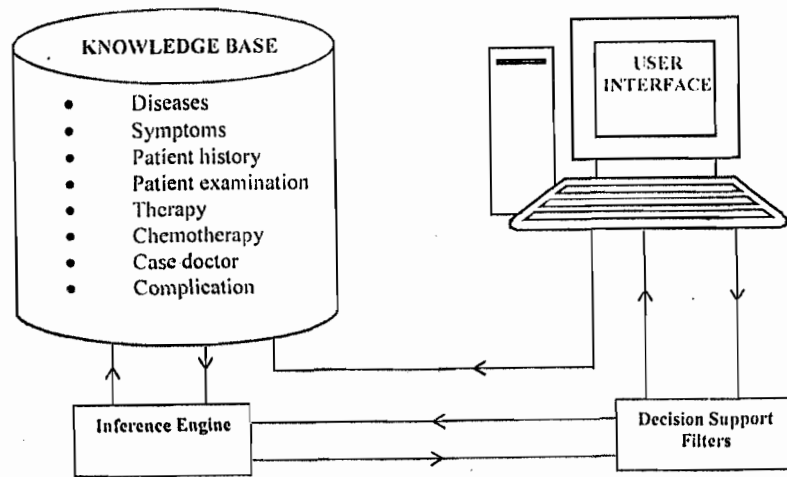 KNOWLEDGE BASE
• Diseases
• Symptoms
• Patient history
• Patient examination
• Therapy
• Chemotherapy
• Case doctor
• Complication
USER
INTERFACE
Inference Engine
Decision Support
Filters